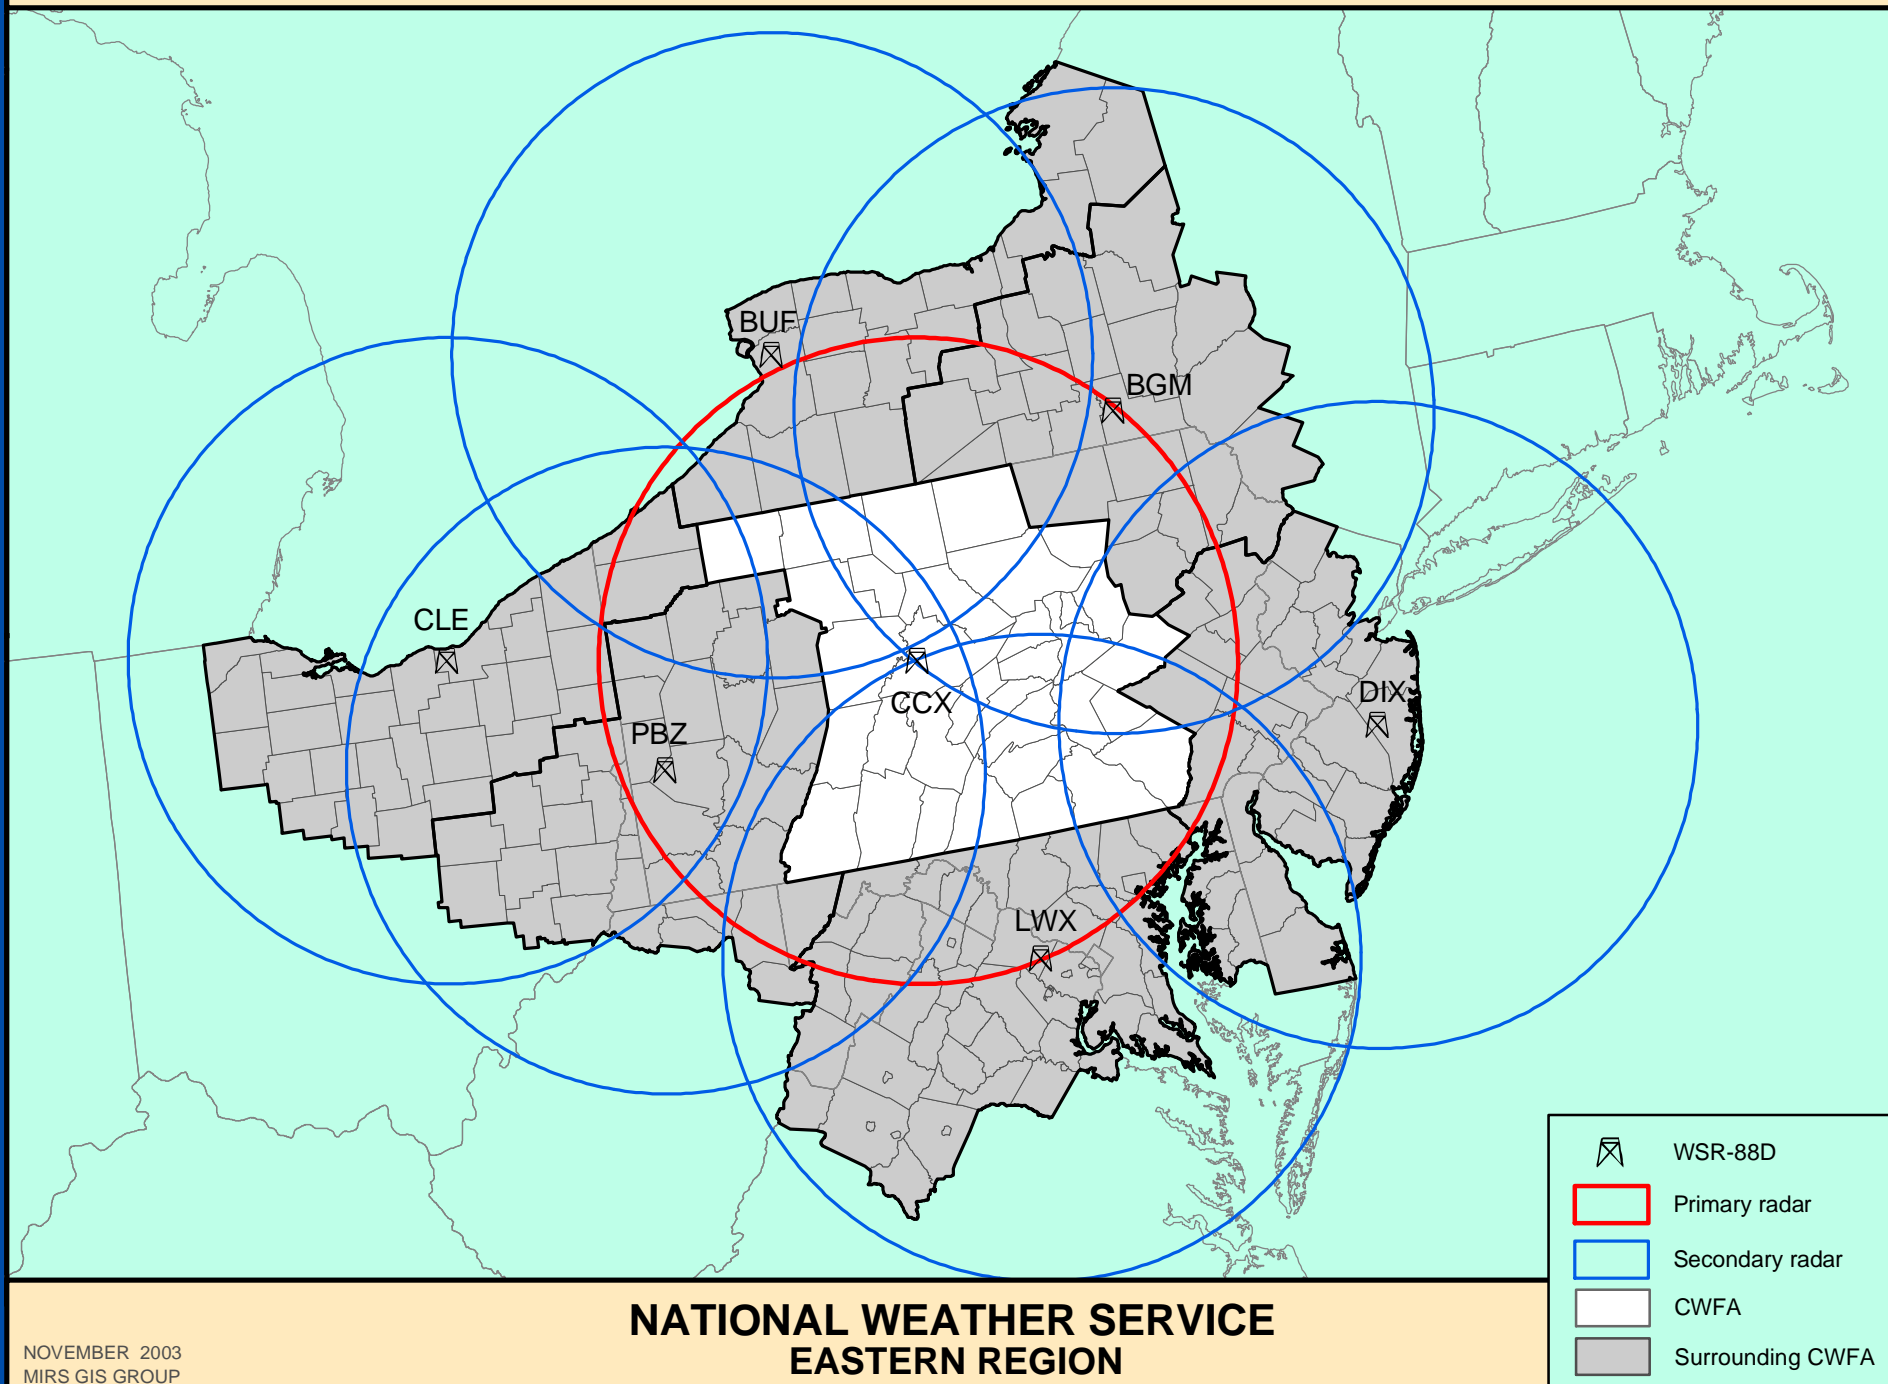 BUF
BGM
CLE
CCX
DIX
PBZ
LWX
WSR-88D
Primary radar
Secondary radar
CWFA
Surrounding CWFA
NATIONAL WEATHER SERVICE
EASTERN REGION
NOVEMBER 2003
MIRS GIS GROUP